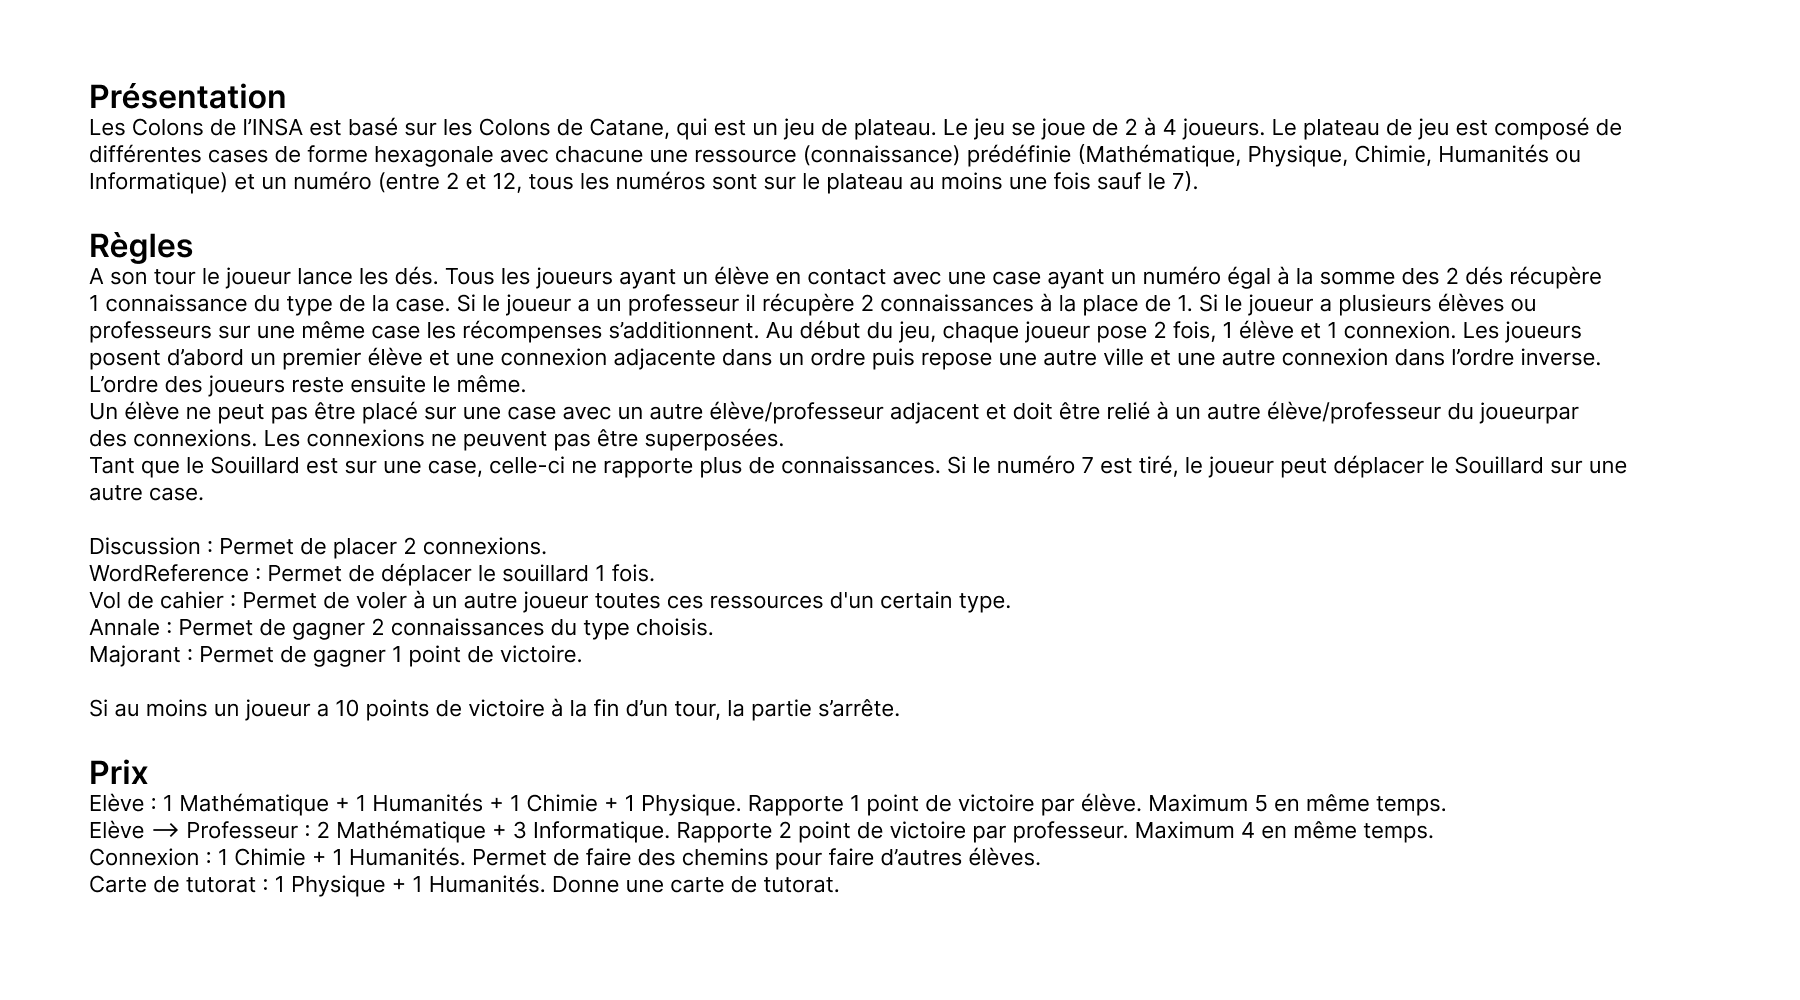 Présentation
Les Colons de l’INSA est basé sur les Colons de Catane, qui est un jeu de plateau. Le jeu se joue de 2 à 4 joueurs. Le plateau de jeu est composé de
différentes cases de forme hexagonale avec chacune une ressource (connaissance) prédéfinie (Mathématique, Physique, Chimie, Humanités ou
Informatique) et un numéro (entre 2 et 12, tous les numéros sont sur le plateau au moins une fois sauf le 7).
Règles
A son tour le joueur lance les dés. Tous les joueurs ayant un élève en contact avec une case ayant un numéro égal à la somme des 2 dés récupère
1 connaissance du type de la case. Si le joueur a un professeur il récupère 2 connaissances à la place de 1. Si le joueur a plusieurs élèves ou
professeurs sur une même case les récompenses s’additionnent. Au début du jeu, chaque joueur pose 2 fois, 1 élève et 1 connexion. Les joueurs
posent d’abord un premier élève et une connexion adjacente dans un ordre puis repose une autre ville et une autre connexion dans l’ordre inverse.
L’ordre des joueurs reste ensuite le même.
Un élève ne peut pas être placé sur une case avec un autre élève/professeur adjacent et doit être relié à un autre élève/professeur du joueurpar
des connexions. Les connexions ne peuvent pas être superposées.
Tant que le Souillard est sur une case, celle-ci ne rapporte plus de connaissances. Si le numéro 7 est tiré, le joueur peut déplacer le Souillard sur une
autre case.
Discussion : Permet de placer 2 connexions.
WordReference : Permet de déplacer le souillard 1 fois.
Vol de cahier : Permet de voler à un autre joueur toutes ces ressources d'un certain type.
Annale : Permet de gagner 2 connaissances du type choisis.
Majorant : Permet de gagner 1 point de victoire.
Si au moins un joueur a 10 points de victoire à la fin d’un tour, la partie s’arrête.
Prix
Elève : 1 Mathématique + 1 Humanités + 1 Chimie + 1 Physique. Rapporte 1 point de victoire par élève. Maximum 5 en même temps.
Elève → Professeur : 2 Mathématique + 3 Informatique. Rapporte 2 point de victoire par professeur. Maximum 4 en même temps.
Connexion : 1 Chimie + 1 Humanités. Permet de faire des chemins pour faire d’autres élèves.
Carte de tutorat : 1 Physique + 1 Humanités. Donne une carte de tutorat.